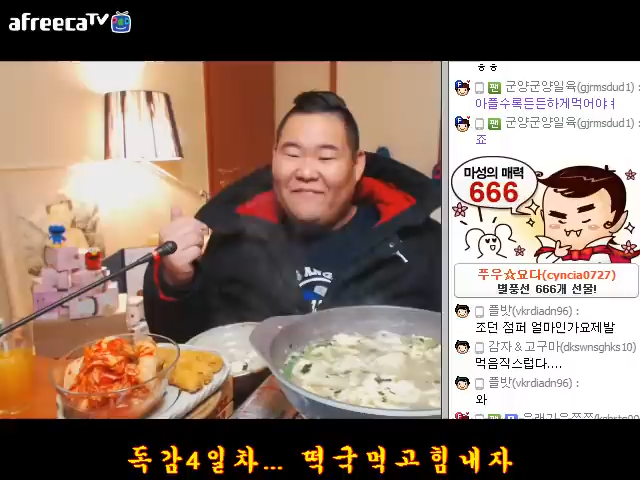 afreecaTV
ㅎㅎ
팬 군양군양일육(gjrmsdud1) :
아플수록든든하게먹어야ㅕ
팬 군양군양일육(gjrmsdud1) :
죠
마성의 매력
666
푸우☆요다(cyncia0727)
별풍선 666개 선물!
플밧(vkrdiadn96) :
조던 점퍼 얼마인가요제발
감자&고구마(dkswnsghks10)
먹음직스럽다....
플밧(vkrdiadn96) :
와
독감4일차... 떡국먹고힘내자